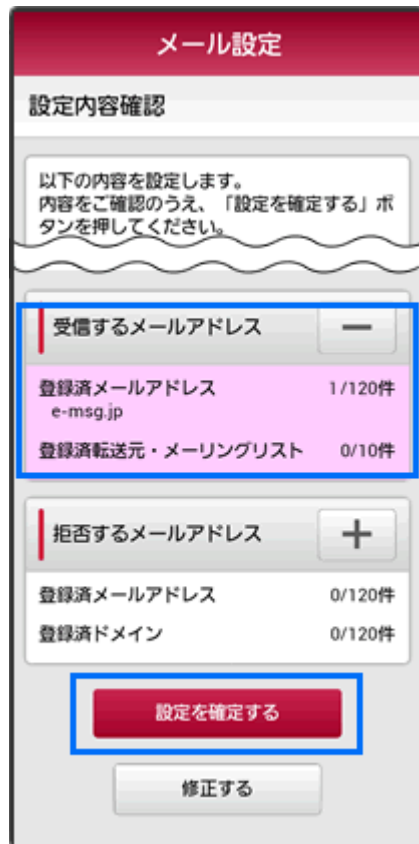 メール設定
設定内容確認
以下の内容を設定します。
内容をご確認のうえ、「設定を確定する」ボ
タンを押してください。
受信するメールアドレス
登録済メールアドレス 1/120件
e-msg.jp
登録済転送元・メーリングリスト 0/10件
拒否するメールアドレス
登録済メールアドレス 0/120件
登録済ドメイン 0/120件
設定を確定する
修正する